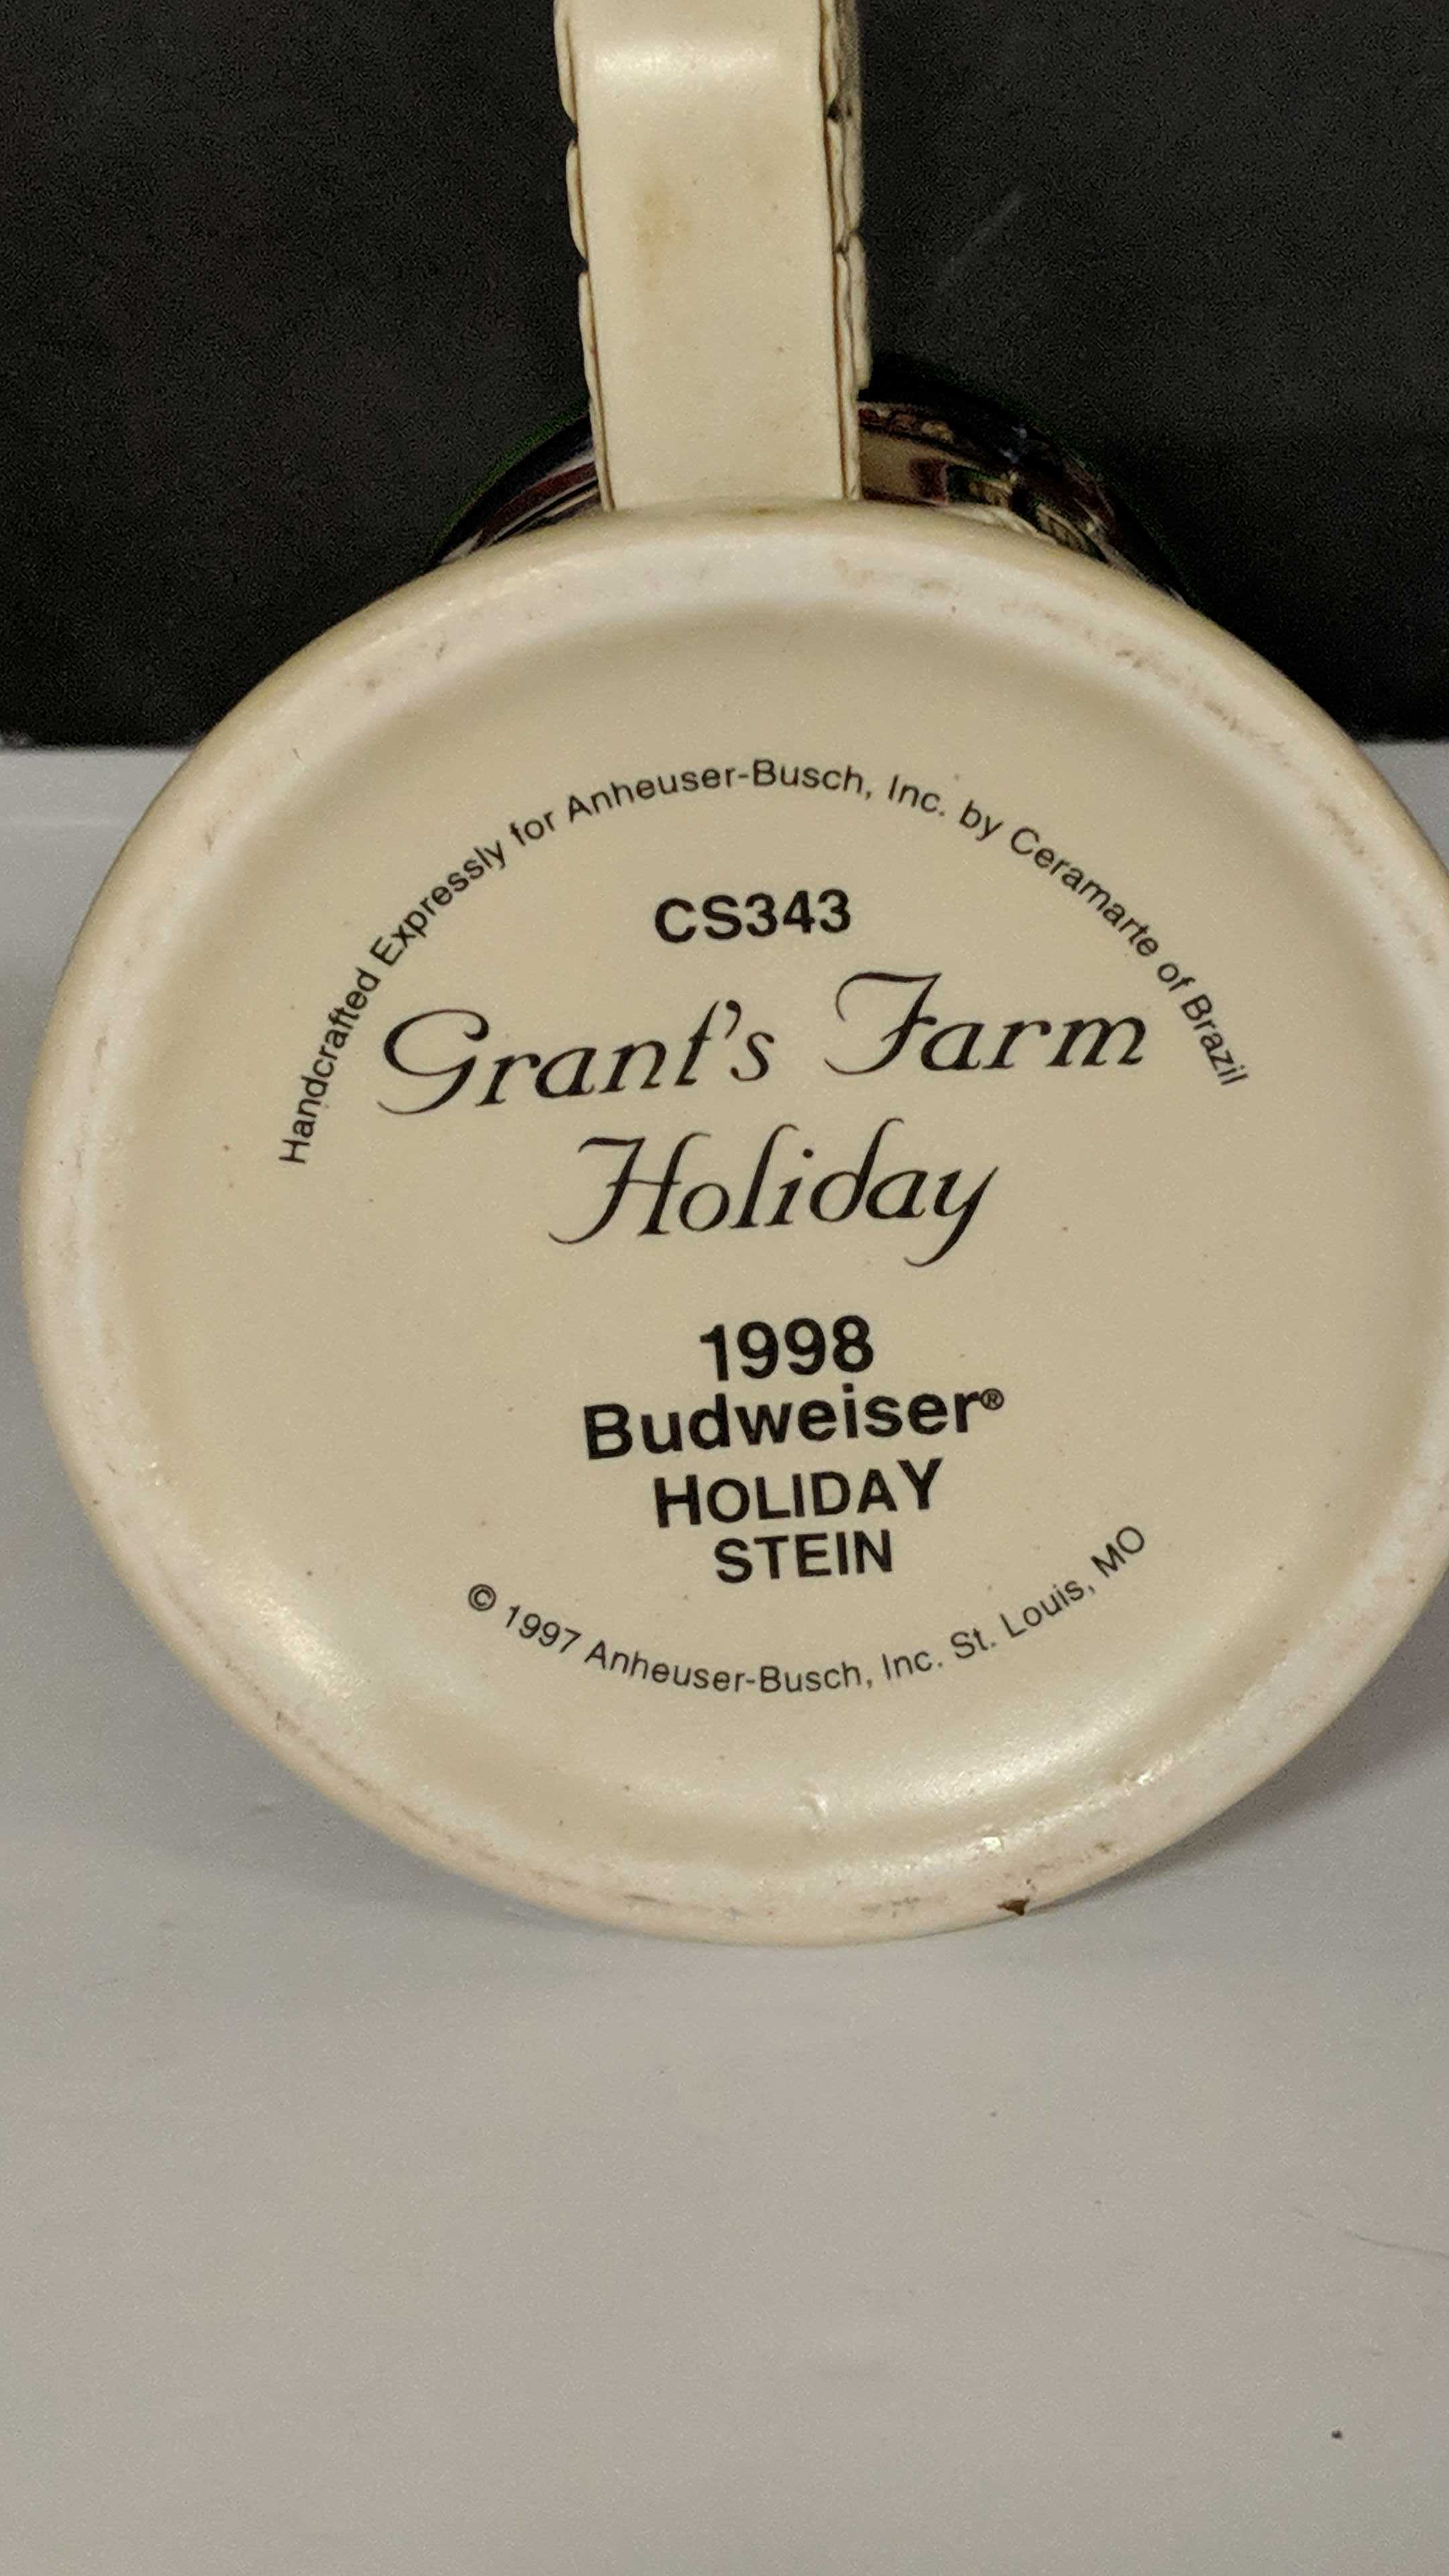 Handcrafted Expressly for Anheuser-Busch, Inc. by Ceramarte of Brazil
CS343
Grant's Farm
Holiday
1998
Budweiser®
HOLIDAY
STEIN
© 1997 Anheuser-Busch, Inc. St. Louis, MO